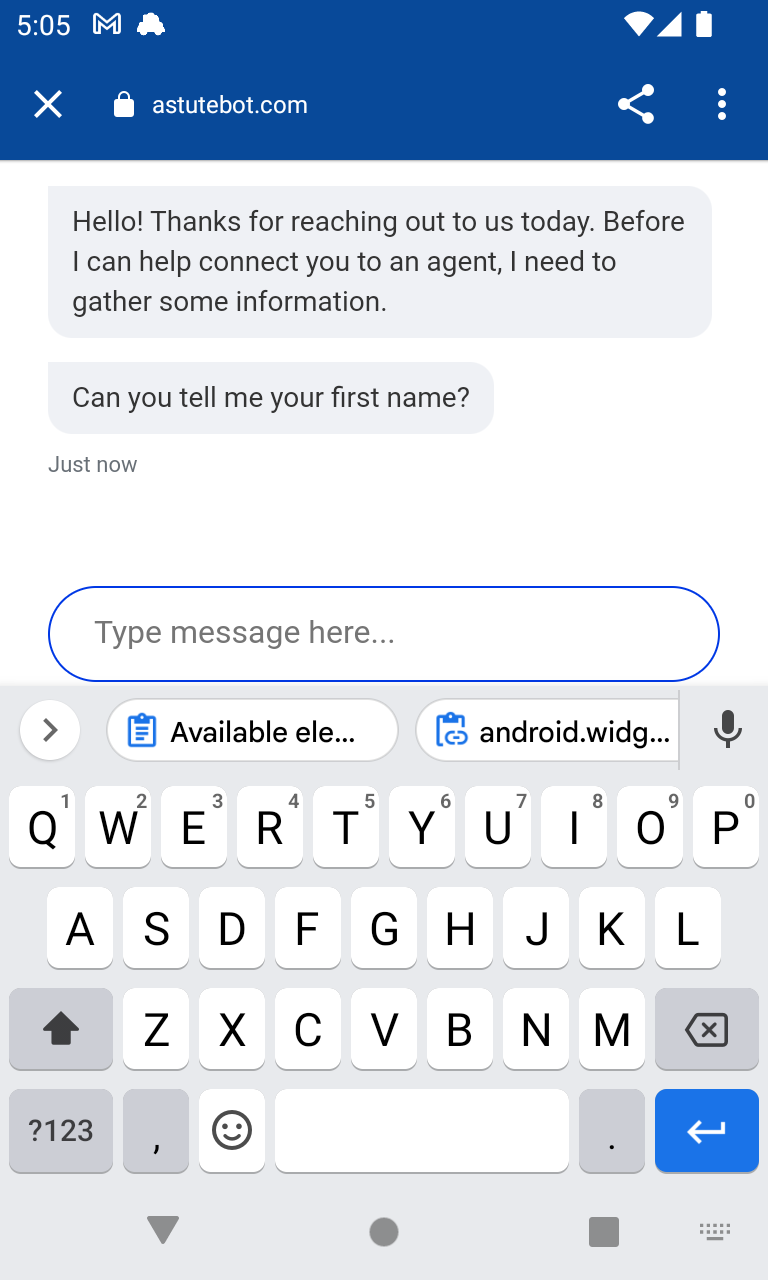 5:05
astutebot.com
Hello! Thanks for reaching out to us today. Before
I can help connect you to an agent, I need to
gather some information.
Can you tell me your first name?
Just now
Type message here...
Available ele... android.widg...
1 2 3 4 5 6 7 8 9 0
Q W E R T Y U I O P
A S D F G H J K L
Z X C V B N M
?123 , .